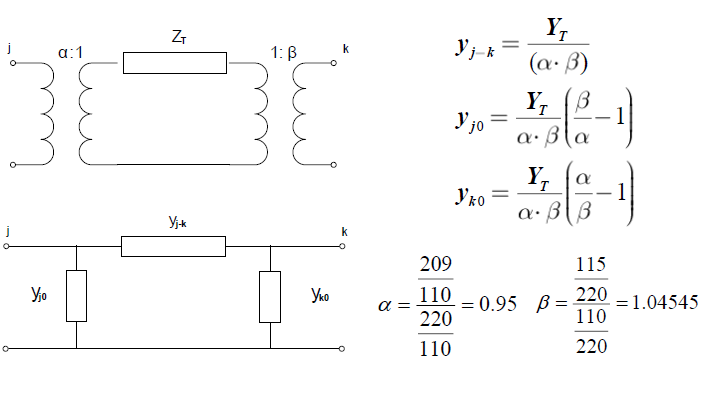 j α:1 Z_T 1:β k
y_{j-k} = Y_T / (α·β)
y_{j0} = Y_T / (α·β) (β/α − 1)
y_{k0} = Y_T / (α·β) (α/β − 1)
j y_{j-k} k
y_{j0} y_{k0}
α = (209/110) / (220/110) = 0.95 β = (115/220) / (110/220) = 1.04545